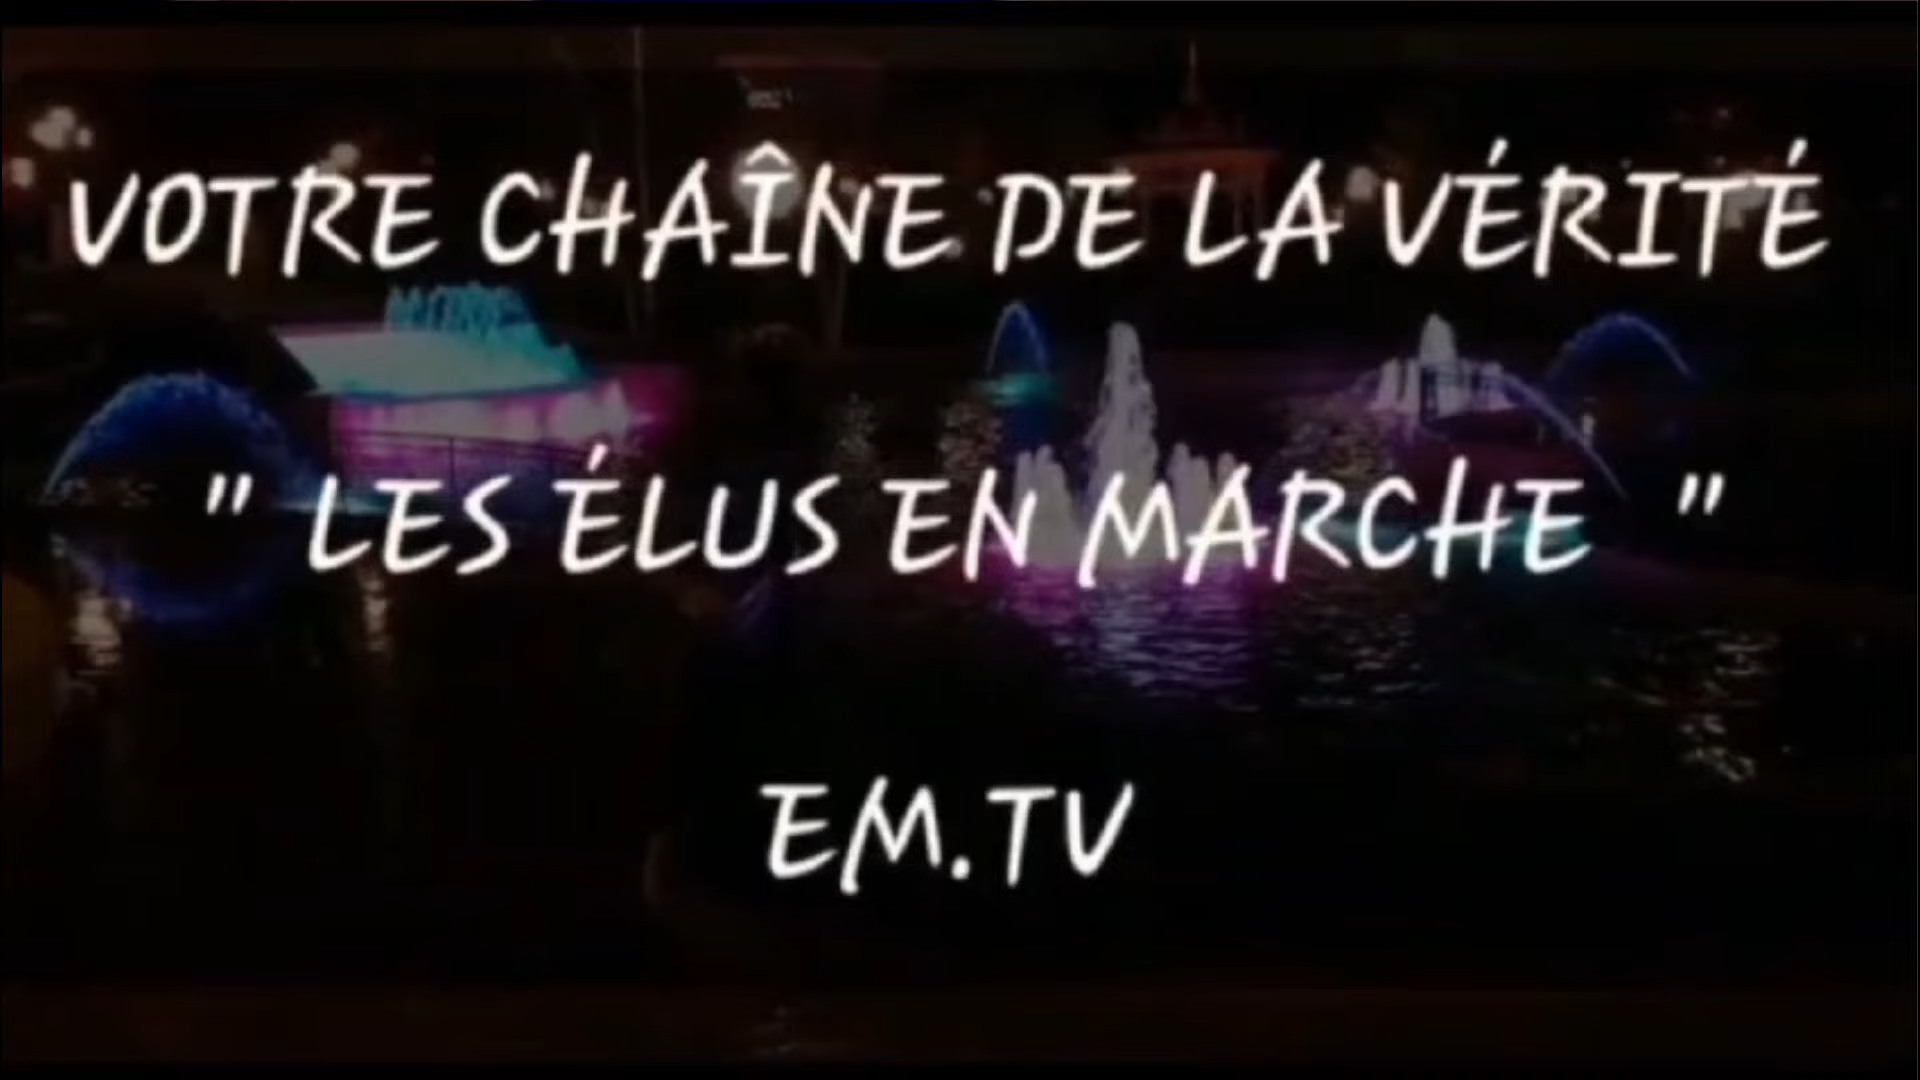 VOTRE CHAÎNE DE LA VÉRITÉ
" LES ÉLUS EN MARCHE "
EM.TV